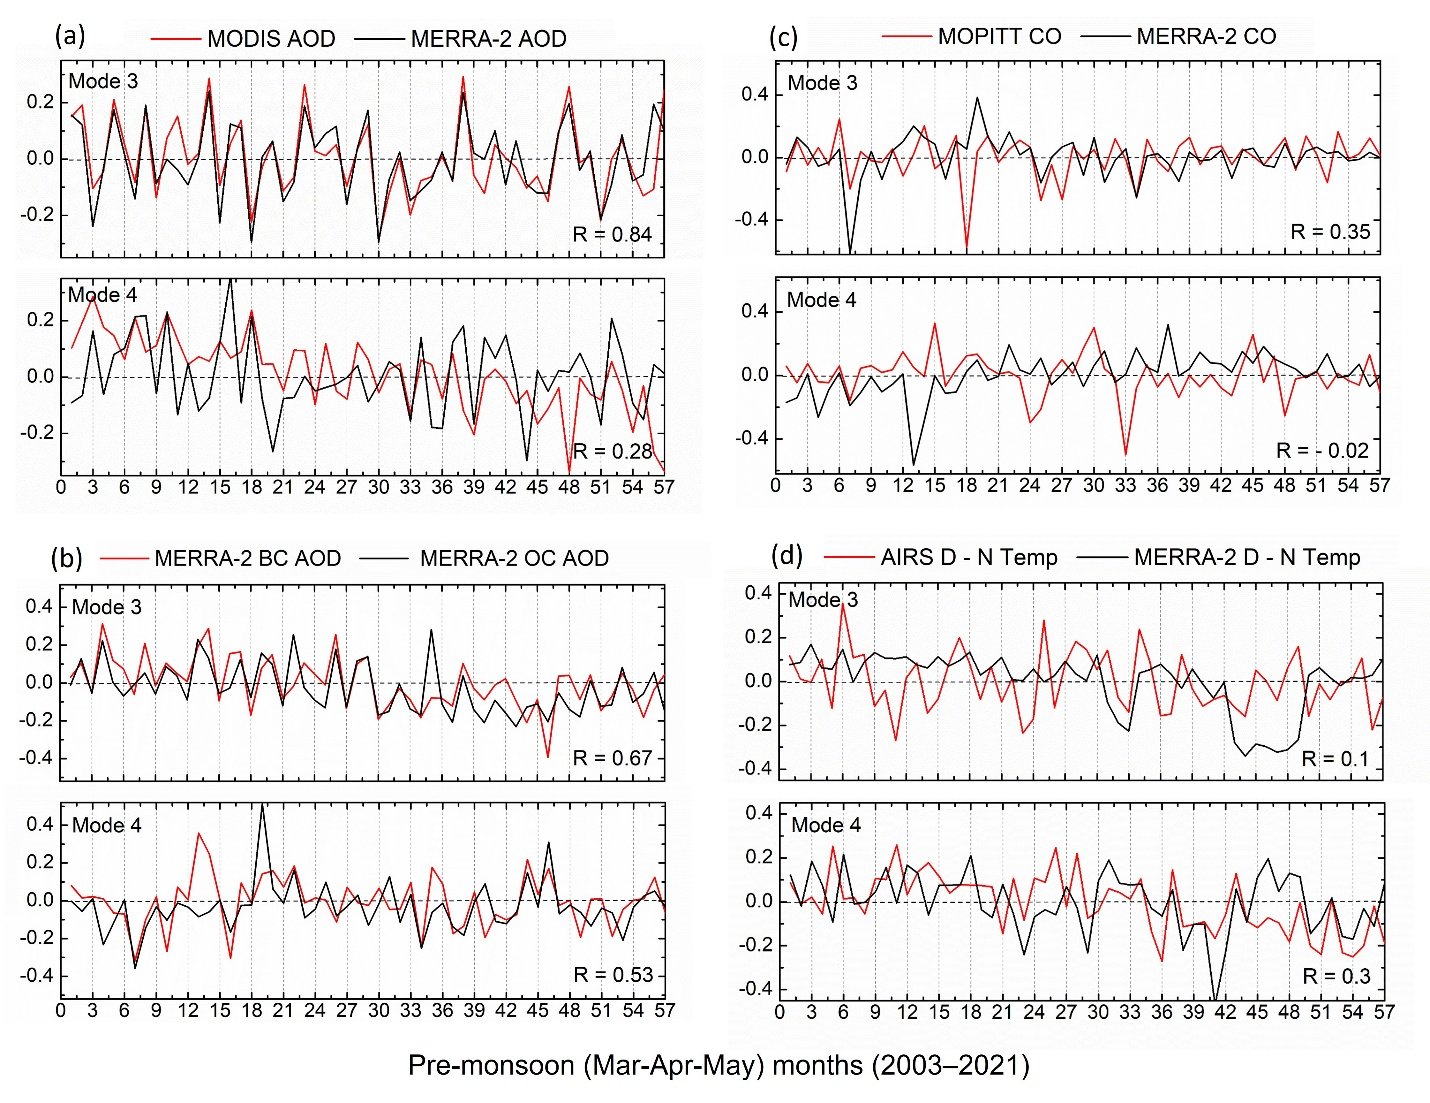 (a)
MODIS AOD MERRA-2 AOD
Mode 3
0.2
0.0
-0.2
R = 0.84
Mode 4
0.2
0.0
-0.2
R = 0.28
0 3 6 9 12 15 18 21 24 27 30 33 36 39 42 45 48 51 54 57
(c)
MOPITT CO MERRA-2 CO
Mode 3
0.4
0.0
-0.4
R = 0.35
Mode 4
0.4
0.0
-0.4
R = - 0.02
0 3 6 9 12 15 18 21 24 27 30 33 36 39 42 45 48 51 54 57
(b)
MERRA-2 BC AOD MERRA-2 OC AOD
Mode 3
0.4
0.2
0.0
-0.2
-0.4
R = 0.67
Mode 4
0.4
0.2
0.0
-0.2
-0.4
R = 0.53
0 3 6 9 12 15 18 21 24 27 30 33 36 39 42 45 48 51 54 57
(d)
AIRS D - N Temp MERRA-2 D - N Temp
0.4
Mode 3
0.2
0.0
-0.2
-0.4
R = 0.1
0.4
Mode 4
0.2
0.0
-0.2
-0.4
R = 0.3
0 3 6 9 12 15 18 21 24 27 30 33 36 39 42 45 48 51 54 57
Pre-monsoon (Mar-Apr-May) months (2003–2021)